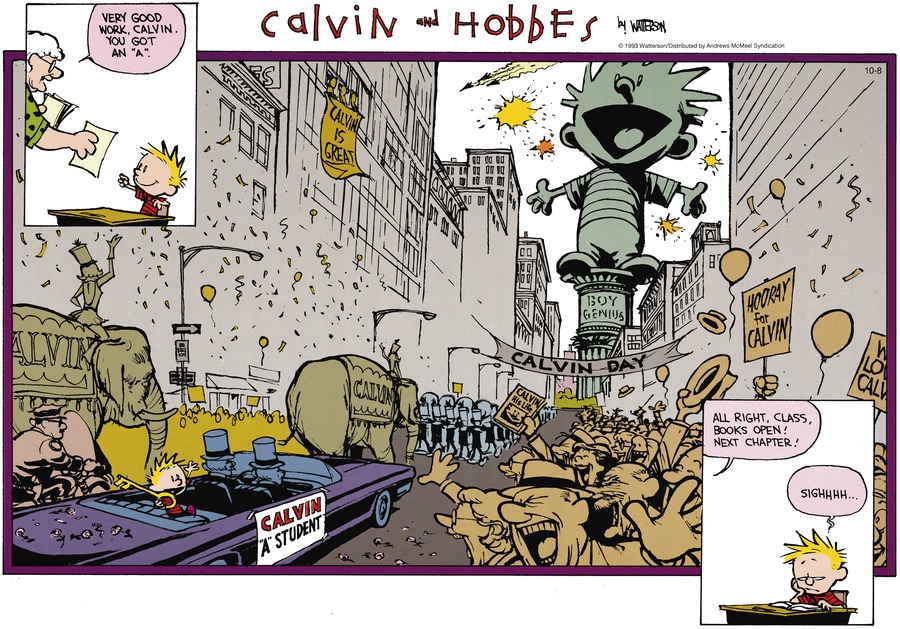 CALVIN and HOBBES by WATTERSON
© 1993 Watterson/Distributed by Andrews McMeel Syndication
VERY GOOD
WORK, CALVIN.
YOU GOT
AN "A".
10-8
CALVIN
IS
GREAT
BOY
GENIUS
CALVIN DAY
HOORAY
for
CALVIN
CALVIN
CALVIN
CALVIN
"A" STUDENT
ALL RIGHT, CLASS,
BOOKS OPEN!
NEXT CHAPTER!
SIGHHHH...